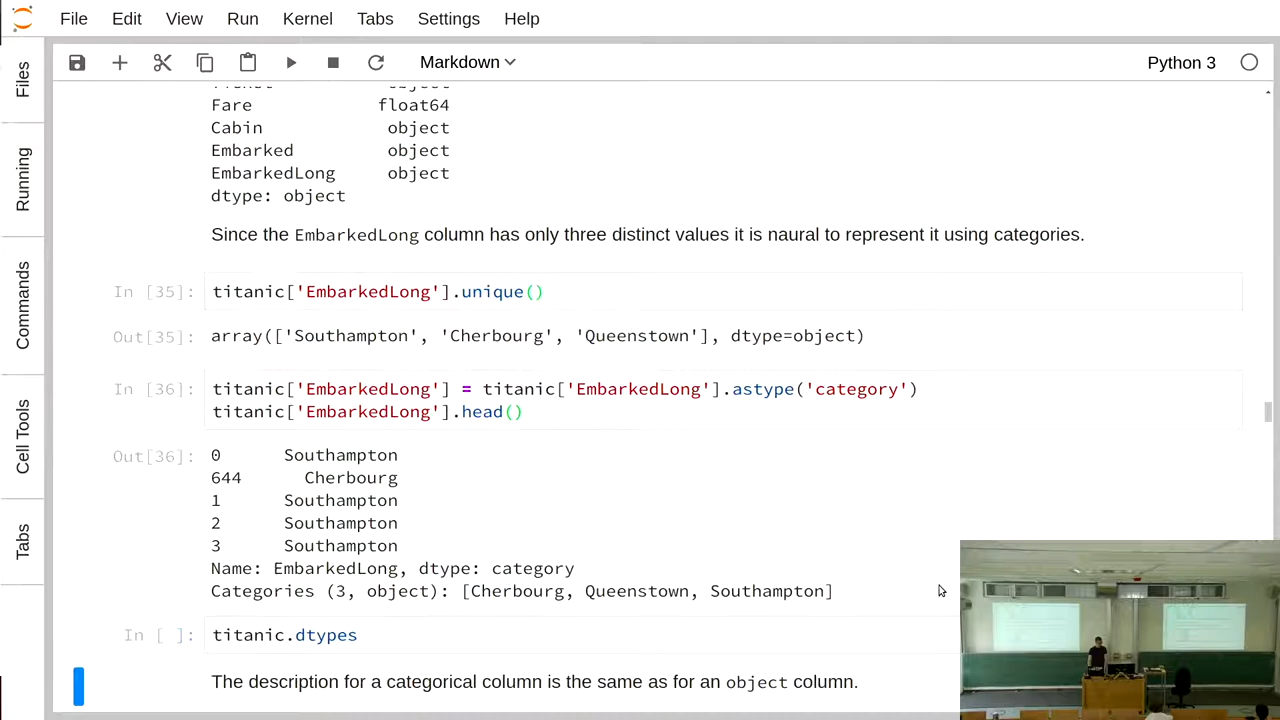 File Edit View Run Kernel Tabs Settings Help
Markdown
Python 3
Files
Running
Commands
Cell Tools
Tabs
Fare float64
Cabin object
Embarked object
EmbarkedLong object
dtype: object
Since the EmbarkedLong column has only three distinct values it is naural to represent it using categories.
In [35]: titanic['EmbarkedLong'].unique()
Out[35]: array(['Southampton', 'Cherbourg', 'Queenstown'], dtype=object)
In [36]: titanic['EmbarkedLong'] = titanic['EmbarkedLong'].astype('category')
titanic['EmbarkedLong'].head()
Out[36]: 0 Southampton
644 Cherbourg
1 Southampton
2 Southampton
3 Southampton
Name: EmbarkedLong, dtype: category
Categories (3, object): [Cherbourg, Queenstown, Southampton]
In [ ]: titanic.dtypes
The description for a categorical column is the same as for an object column.